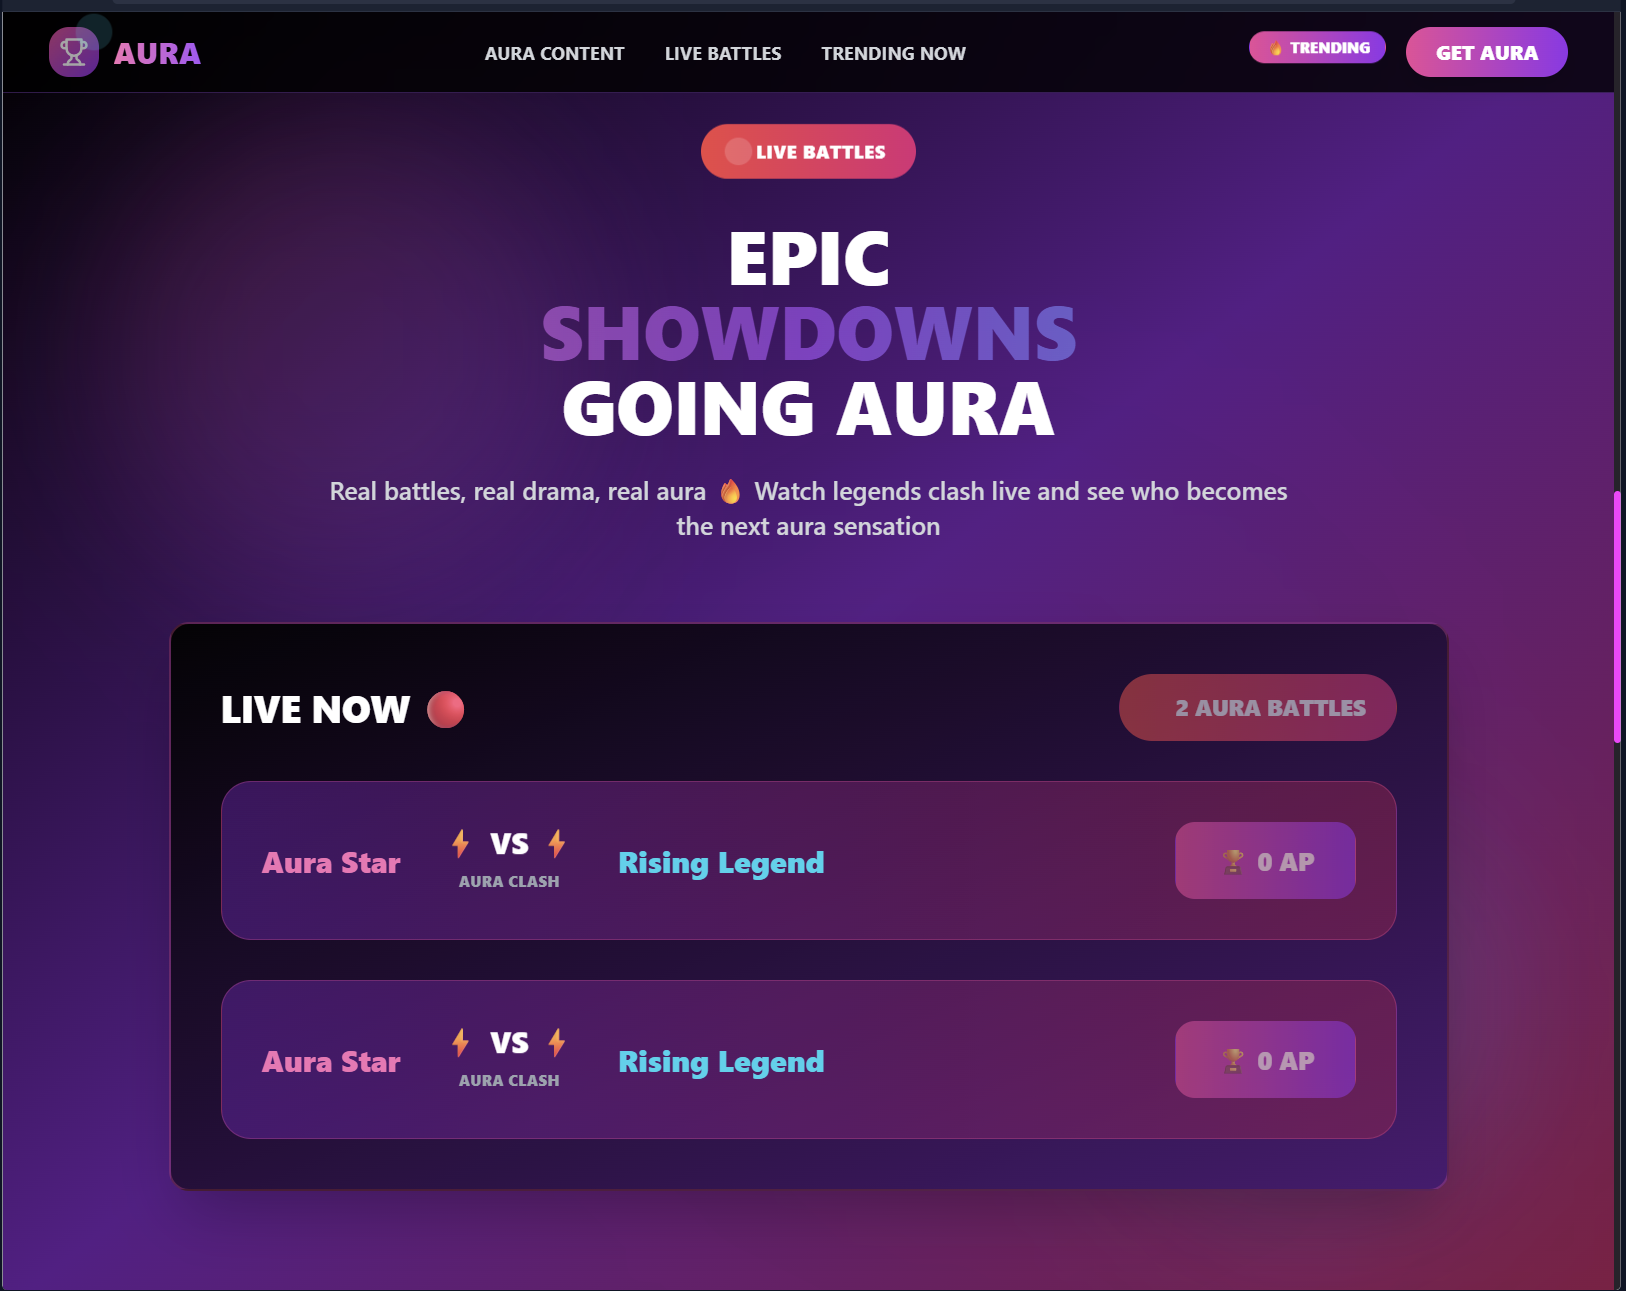 AURA
AURA CONTENT
LIVE BATTLES
TRENDING NOW
🔥 TRENDING
GET AURA
LIVE BATTLES
EPIC
SHOWDOWNS
GOING AURA
Real battles, real drama, real aura 🔥 Watch legends clash live and see who becomes
the next aura sensation
LIVE NOW 🔴
2 AURA BATTLES
Aura Star
⚡ VS ⚡
AURA CLASH
Rising Legend
🏆 0 AP
Aura Star
⚡ VS ⚡
AURA CLASH
Rising Legend
🏆 0 AP